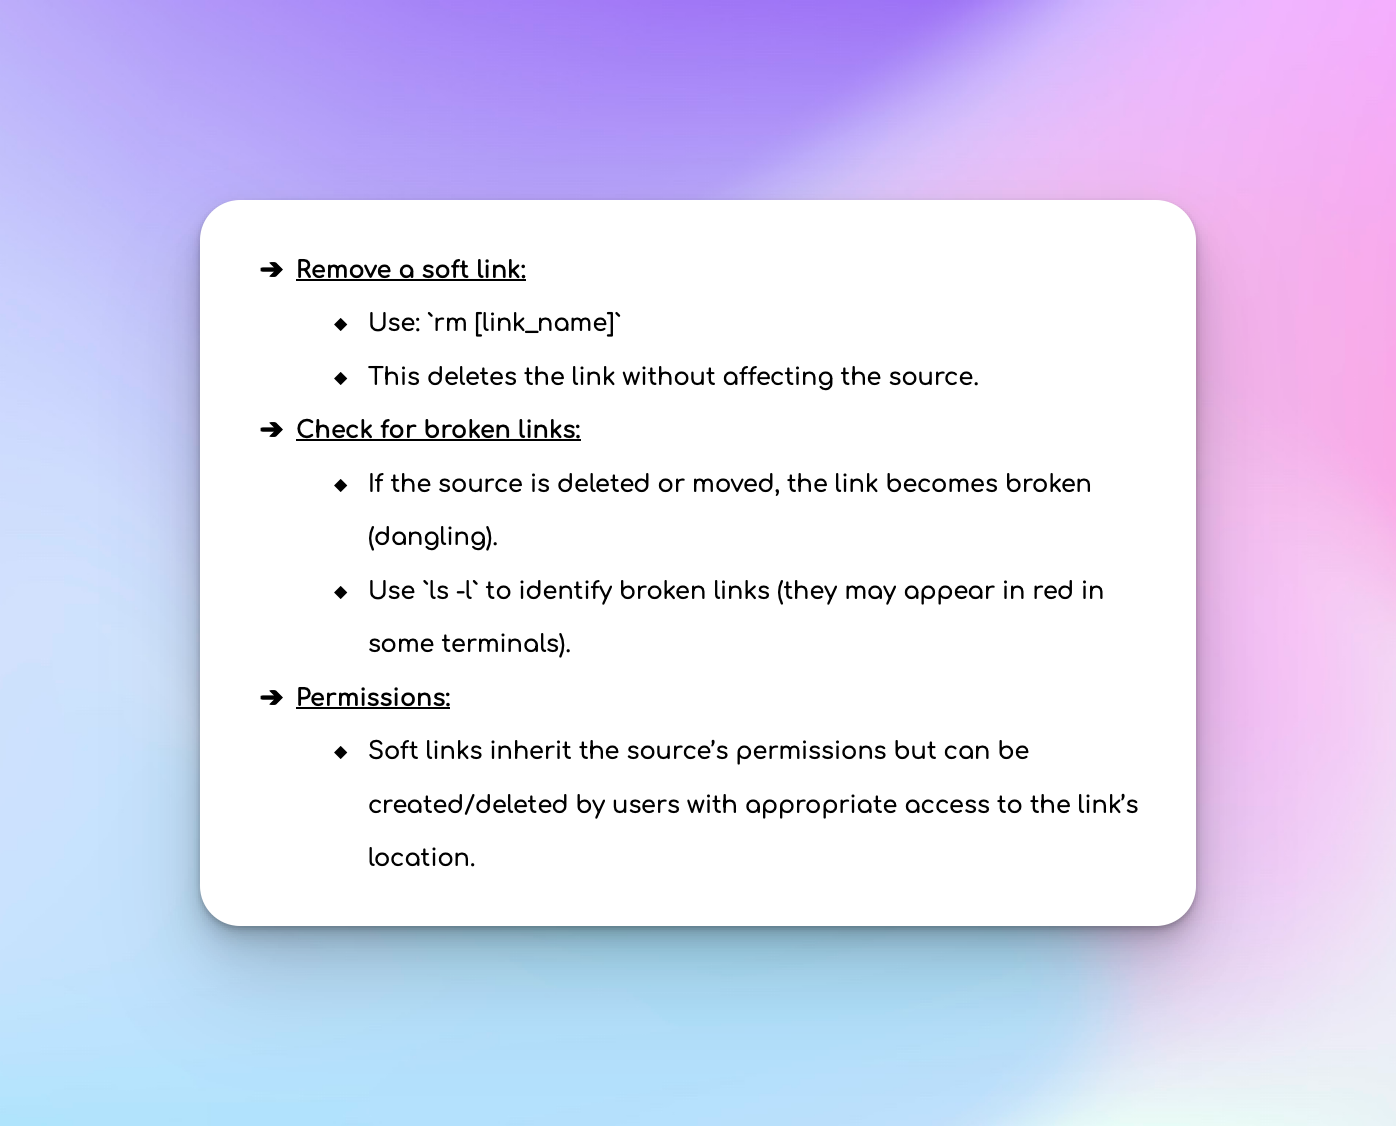 ➔ Remove a soft link:
◆ Use: `rm [link_name]`
◆ This deletes the link without affecting the source.
➔ Check for broken links:
◆ If the source is deleted or moved, the link becomes broken
(dangling).
◆ Use `ls -l` to identify broken links (they may appear in red in
some terminals).
➔ Permissions:
◆ Soft links inherit the source’s permissions but can be
created/deleted by users with appropriate access to the link’s
location.